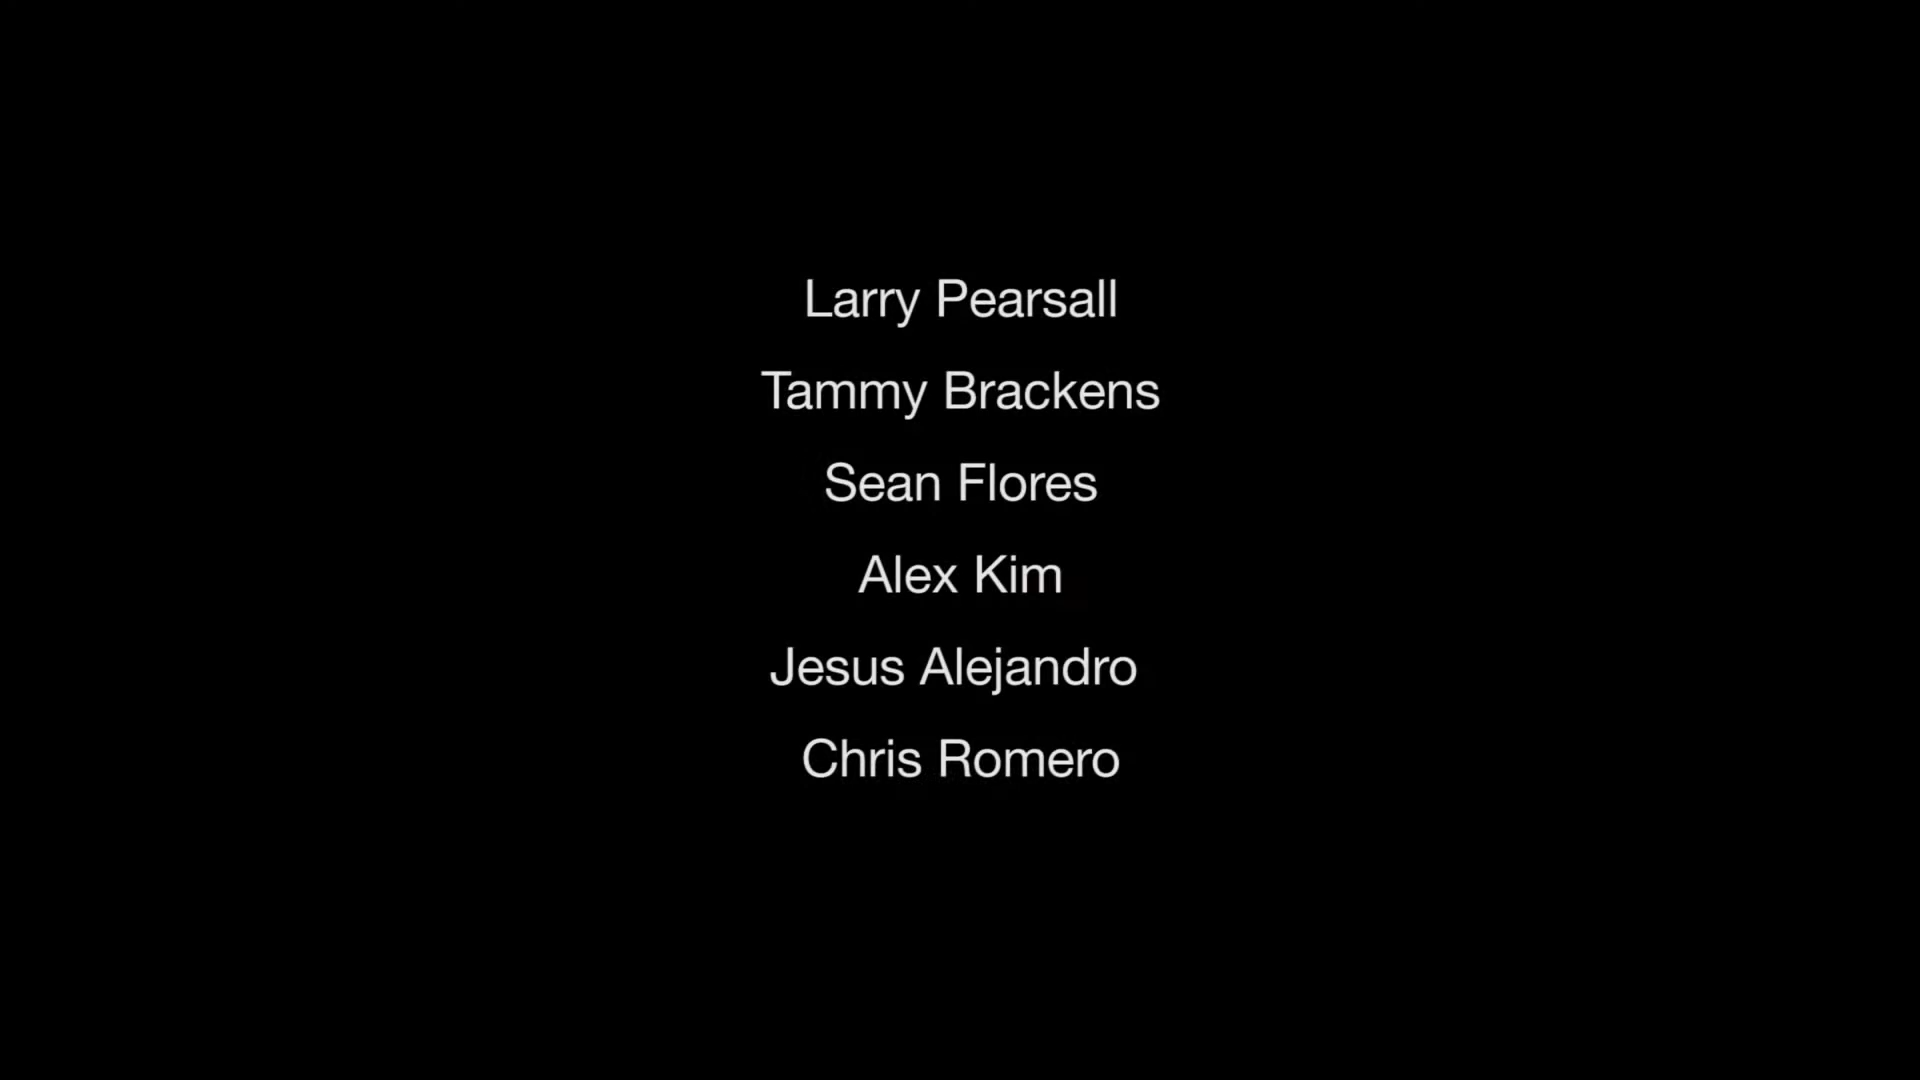 Larry Pearsall
Tammy Brackens
Sean Flores
Alex Kim
Jesus Alejandro
Chris Romero